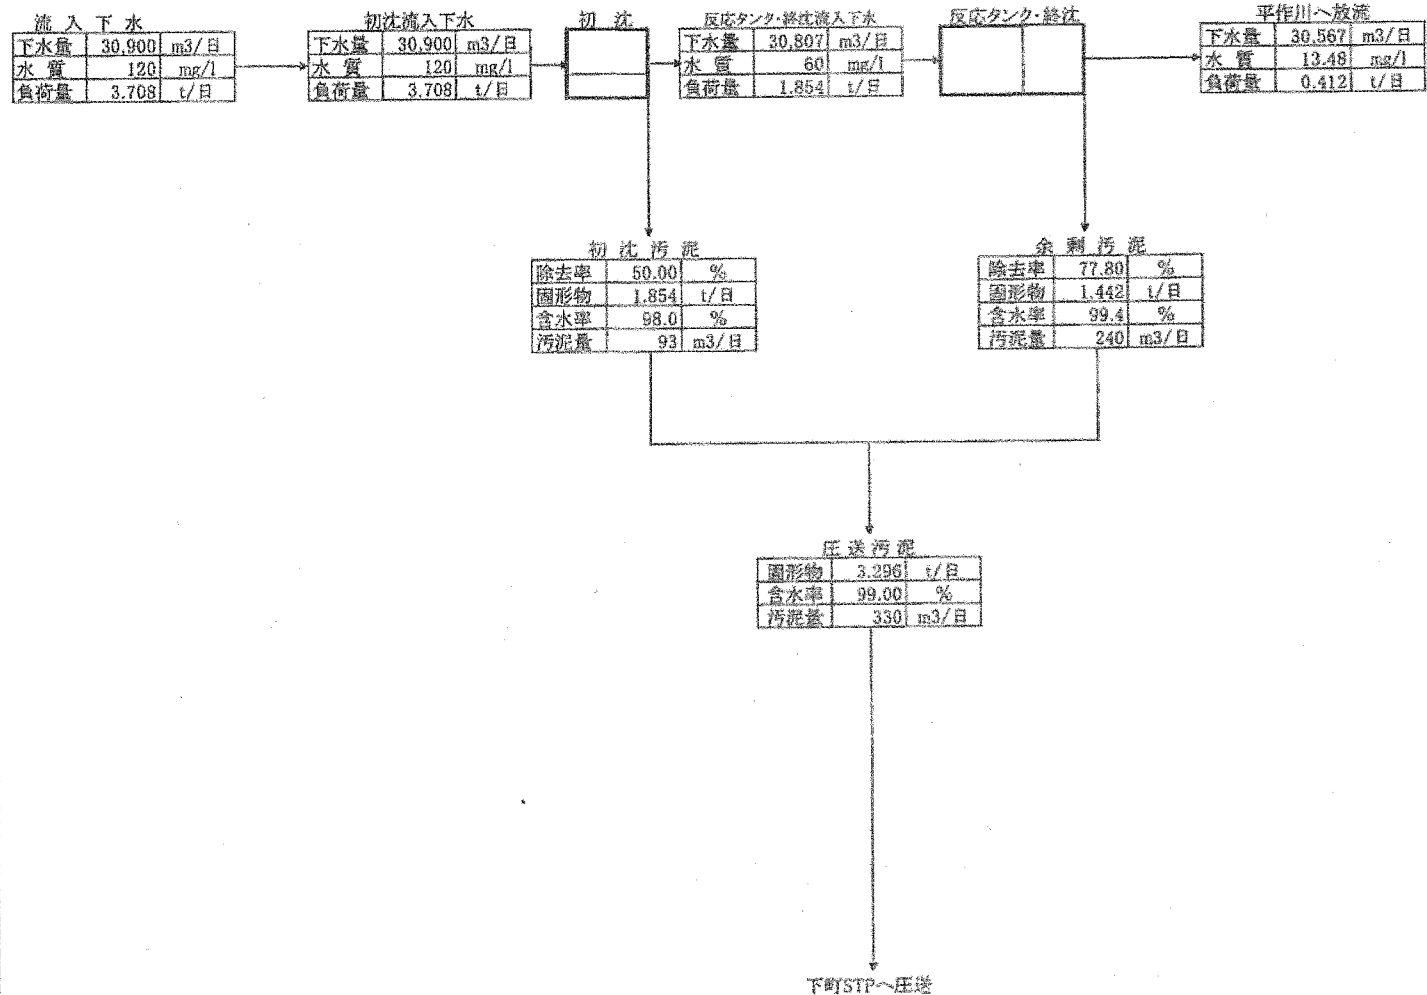 流入下水
下水量 30,900 m3/日
水質 120 mg/l
負荷量 3.708 t/日
初沈流入下水
下水量 30,900 m3/日
水質 120 mg/l
負荷量 3.708 t/日
初沈
反応タンク・終沈流入下水
下水量 30,807 m3/日
水質 60 mg/l
負荷量 1.854 t/日
反応タンク・終沈
平作川へ放流
下水量 30,567 m3/日
水質 13.48 mg/l
負荷量 0.412 t/日
初沈汚泥
除去率 50.00 %
固形物 1.854 t/日
含水率 98.0 %
汚泥量 93 m3/日
余剰汚泥
除去率 77.80 %
固形物 1.442 t/日
含水率 99.4 %
汚泥量 240 m3/日
圧送汚泥
固形物 3.296 t/日
含水率 99.00 %
汚泥量 330 m3/日
下町STPへ圧送